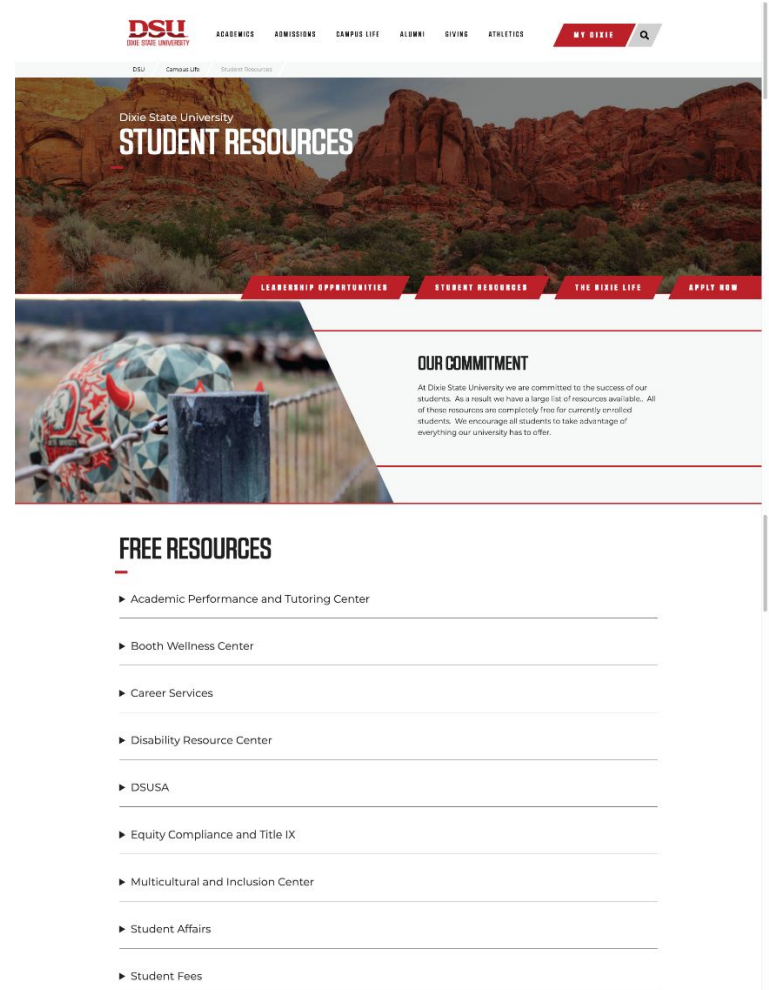 DSU
DIXIE STATE UNIVERSITY
ACADEMICS ADMISSIONS CAMPUS LIFE ALUMNI GIVING ATHLETICS MY DIXIE
DSU Campus Life Student Resources
Dixie State University
STUDENT RESOURCES
LEADERSHIP OPPORTUNITIES STUDENT RESOURCES THE DIXIE LIFE APPLY NOW
OUR COMMITMENT
At Dixie State University we are committed to the success of our
students. As a result we have a large list of resources available.. All
of these resources are completely free for currently enrolled
students. We encourage all students to take advantage of
everything our university has to offer.
FREE RESOURCES
Academic Performance and Tutoring Center
Booth Wellness Center
Career Services
Disability Resource Center
DSUSA
Equity Compliance and Title IX
Multicultural and Inclusion Center
Student Affairs
Student Fees